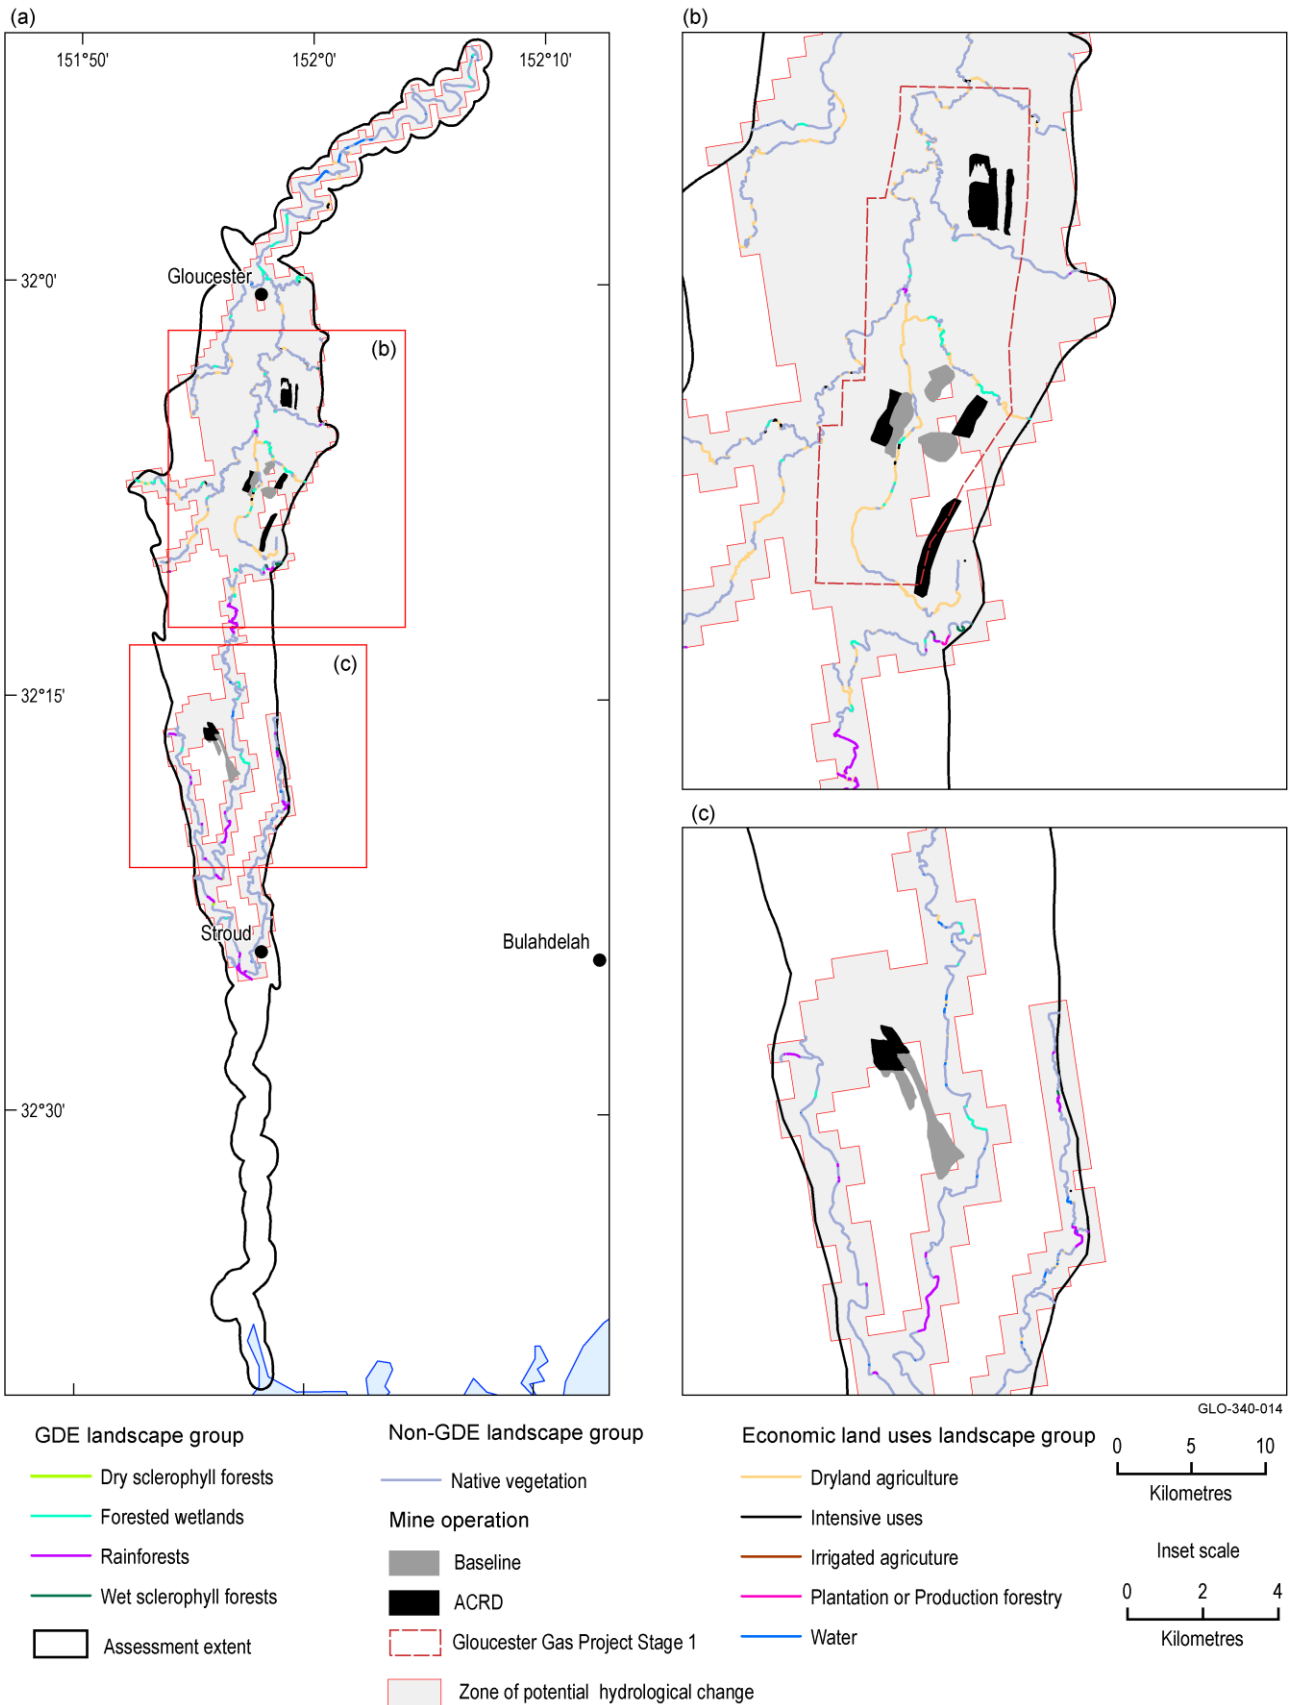 (a)
151°50'
152°0'
152°10'
32°0'
Gloucester
(b)
32°15'
(c)
Stroud
Bulahdelah
32°30'
(b)
(c)
GLO-340-014
GDE landscape group
Dry sclerophyll forests
Forested wetlands
Rainforests
Wet sclerophyll forests
Assessment extent
Non-GDE landscape group
Native vegetation
Mine operation
Baseline
ACRD
Gloucester Gas Project Stage 1
Zone of potential hydrological change
Economic land uses landscape group
Dryland agriculture
Intensive uses
Irrigated agricuture
Plantation or Production forestry
Water
0 5 10
Kilometres
Inset scale
0 2 4
Kilometres